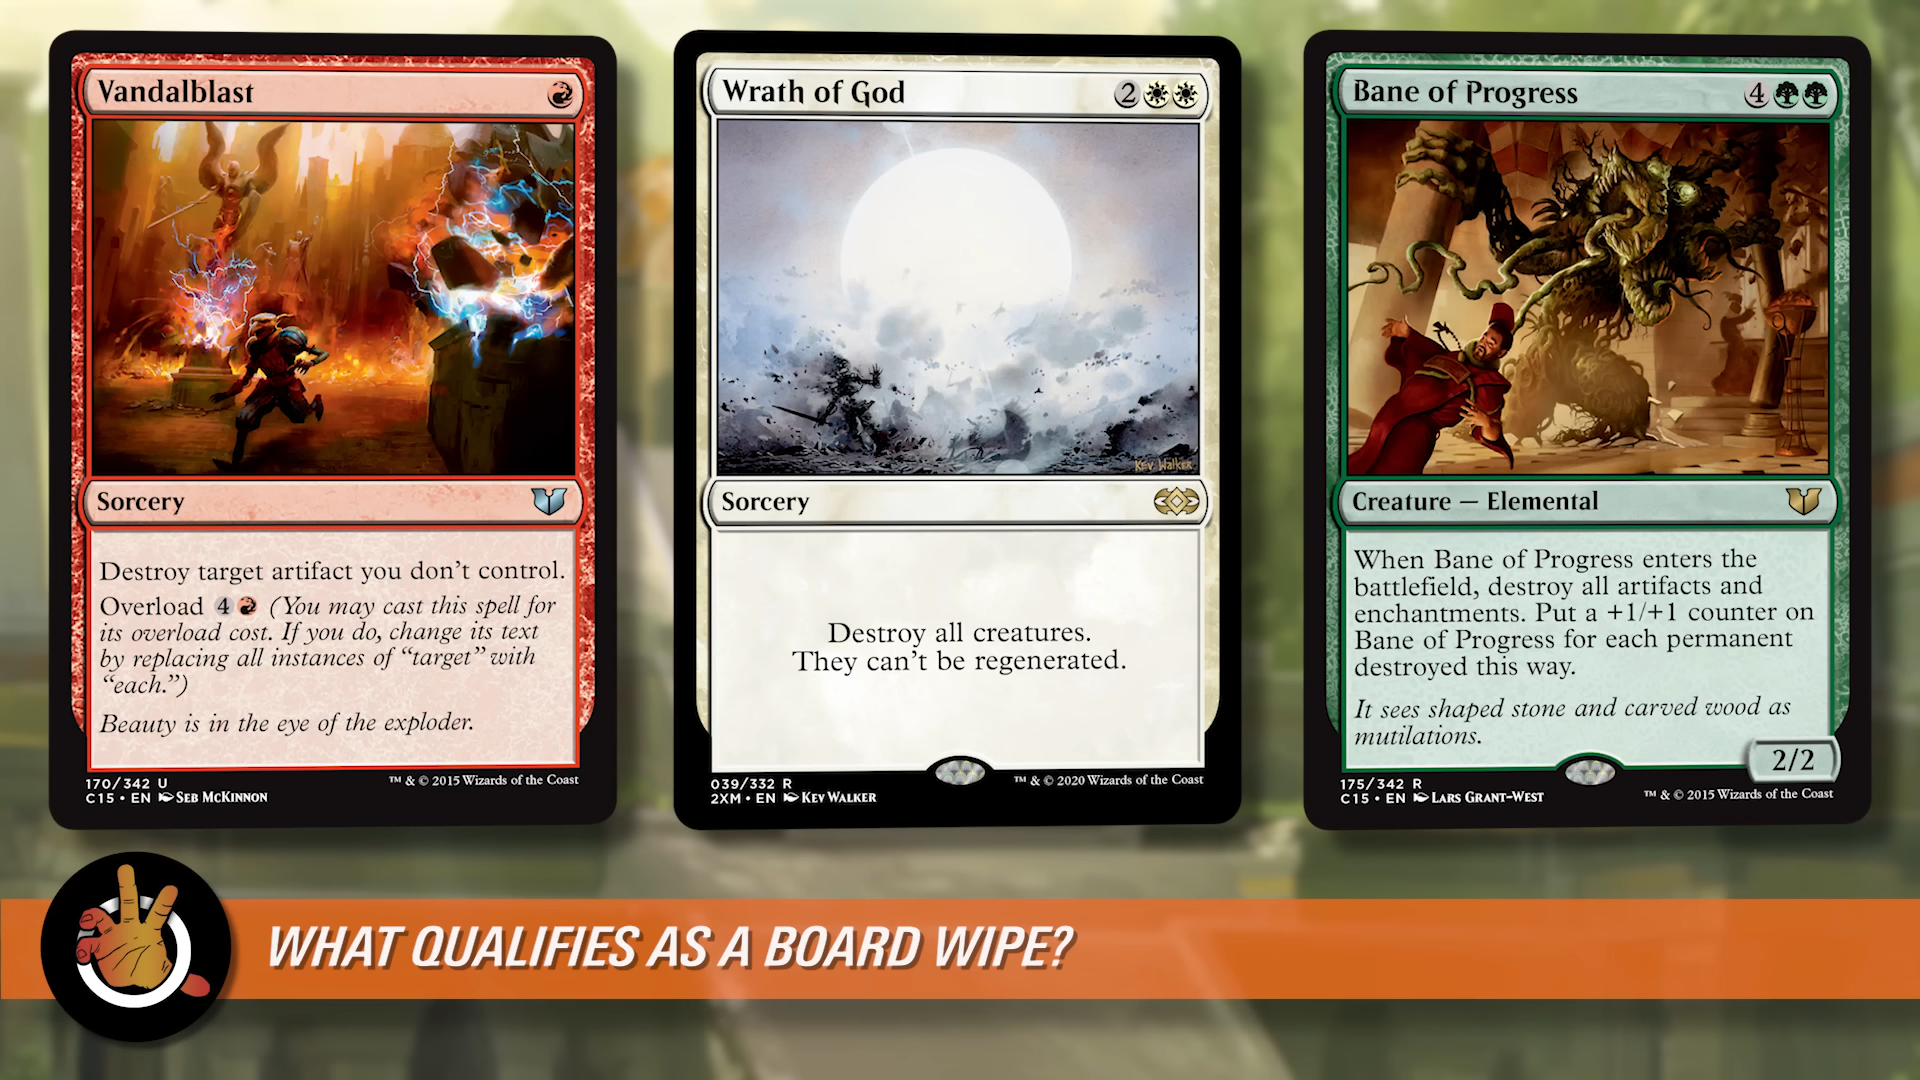 Vandalblast
Sorcery
Destroy target artifact you don't control.
Overload 4 (You may cast this spell for
its overload cost. If you do, change its text
by replacing all instances of “target” with
“each.”)
Beauty is in the eye of the exploder.
170/342 U
C15 • EN Seb McKinnon
™ & © 2015 Wizards of the Coast
Wrath of God
2
Kev Walker
Sorcery
Destroy all creatures.
They can't be regenerated.
039/332 R
2XM • EN Kev Walker
™ & © 2020 Wizards of the Coast
Bane of Progress
4
Creature — Elemental
When Bane of Progress enters the
battlefield, destroy all artifacts and
enchantments. Put a +1/+1 counter on
Bane of Progress for each permanent
destroyed this way.
It sees shaped stone and carved wood as
mutilations.
2/2
175/342 R
C15 • EN Lars Grant-West
™ & © 2015 Wizards of the Coast
WHAT QUALIFIES AS A BOARD WIPE?